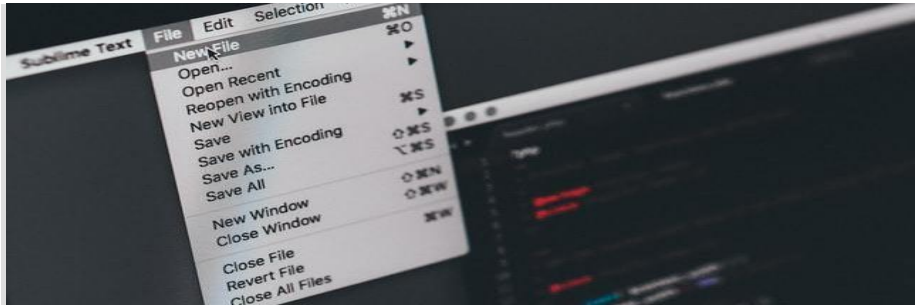 Sublime Text File Edit Selection
New File ⌘N
Open... ⌘O
Open Recent
Reopen with Encoding
New View into File
Save ⌘S
Save with Encoding
Save As... ⇧⌘S
Save All ⌥⌘S
New Window ⇧⌘N
Close Window ⇧⌘W
Close File ⌘W
Revert File
Close All Files